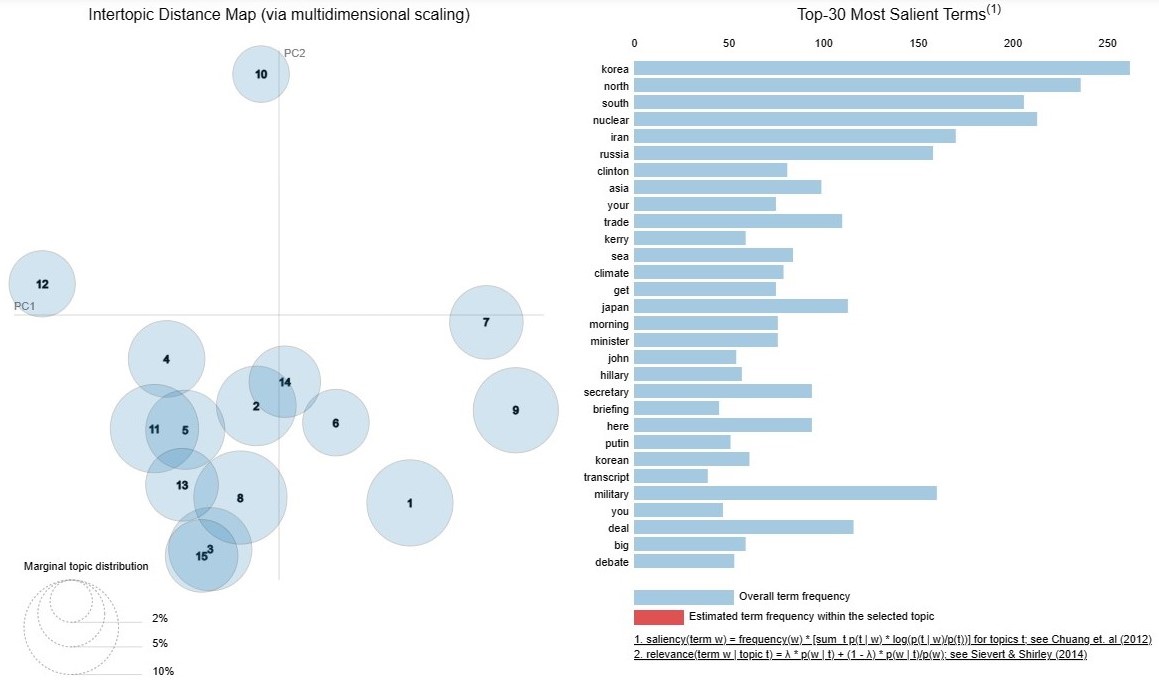 Intertopic Distance Map (via multidimensional scaling)
PC2
10
12
PC1
7
4
14
2
9
6
11
5
13
8
1
3
15
Marginal topic distribution
2%
5%
10%
Top-30 Most Salient Terms(1)
0 50 100 150 200 250
korea
north
south
nuclear
iran
russia
clinton
asia
your
trade
kerry
sea
climate
get
japan
morning
minister
john
hillary
secretary
briefing
here
putin
korean
transcript
military
you
deal
big
debate
Overall term frequency
Estimated term frequency within the selected topic
1. saliency(term w) = frequency(w) * [sum_t p(t | w) * log(p(t | w)/p(t))] for topics t; see Chuang et. al (2012)
2. relevance(term w | topic t) = λ * p(w | t) + (1 - λ) * p(w | t)/p(w); see Sievert & Shirley (2014)